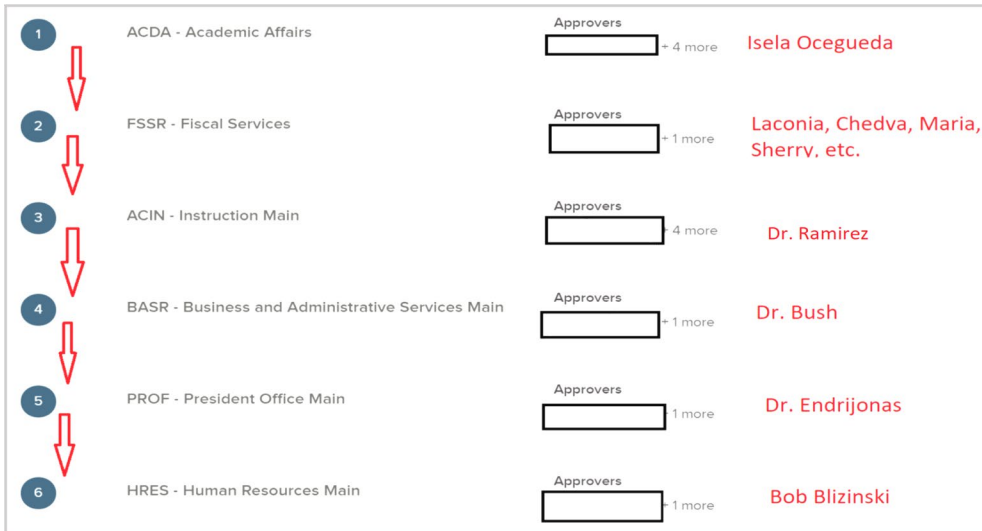 1
ACDA - Academic Affairs
Approvers
+ 4 more
Isela Ocegueda
2
FSSR - Fiscal Services
Approvers
+ 1 more
Laconia, Chedva, Maria,
Sherry, etc.
3
ACIN - Instruction Main
Approvers
+ 4 more
Dr. Ramirez
4
BASR - Business and Administrative Services Main
Approvers
+ 1 more
Dr. Bush
5
PROF - President Office Main
Approvers
+ 1 more
Dr. Endrijonas
6
HRES - Human Resources Main
Approvers
+ 1 more
Bob Blizinski